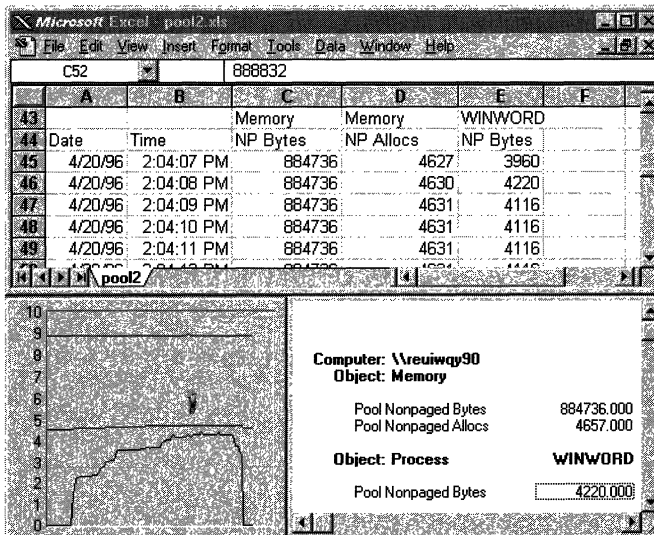 Microsoft Excel - pool2.xls
File Edit View Insert Format Tools Data Window Help
C52 888832
A B C D E F
43 Memory Memory WINWORD
44 Date Time NP Bytes NP Allocs NP Bytes
45 4/20/96 2:04:07 PM 884736 4627 3960
46 4/20/96 2:04:08 PM 884736 4630 4220
47 4/20/96 2:04:09 PM 884736 4631 4116
48 4/20/96 2:04:10 PM 884736 4631 4116
49 4/20/96 2:04:11 PM 884736 4631 4116
pool2
10
9
8
7
6
5
4
3
2
1
0
Computer: \\reuiwqy90
Object: Memory
Pool Nonpaged Bytes 884736.000
Pool Nonpaged Allocs 4657.000
Object: Process WINWORD
Pool Nonpaged Bytes 4220.000